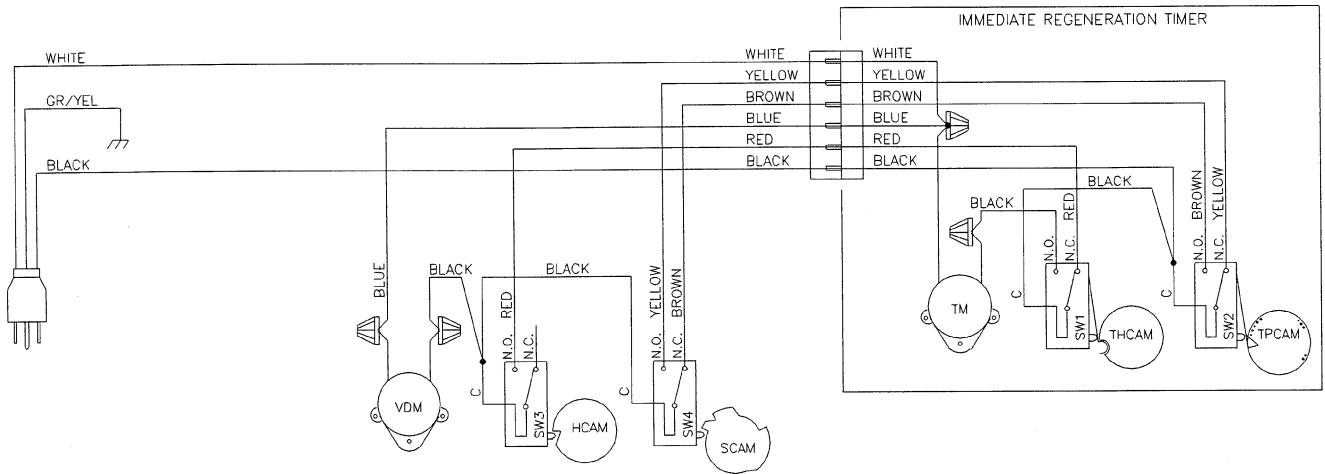 IMMEDIATE REGENERATION TIMER
WHITE
WHITE
WHITE
YELLOW
YELLOW
GR/YEL
BROWN
BROWN
BLUE
BLUE
RED
RED
BLACK
BLACK
BLACK
BLACK
BLACK
N.O.
N.C.
RED
BROWN
N.O.
N.C.
YELLOW
C
C
TM
SW1
THCAM
SW2
TPCAM
BLUE
BLACK
BLACK
RED
N.O.
N.C.
YELLOW
N.O.
N.C.
BROWN
C
C
VDM
SW3
HCAM
SW4
SCAM